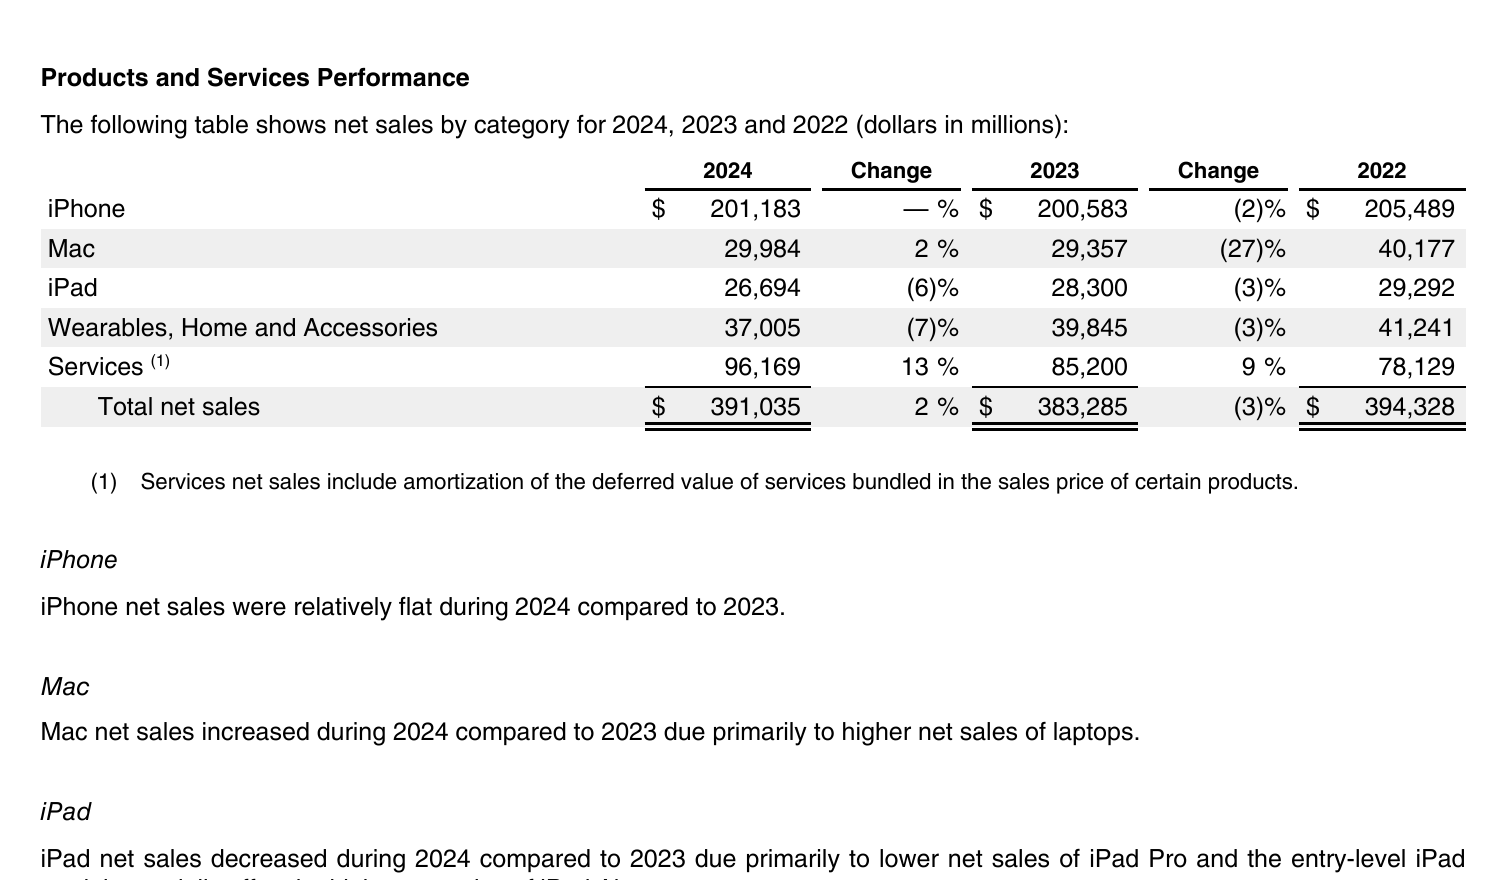 Products and Services Performance
The following table shows net sales by category for 2024, 2023 and 2022 (dollars in millions):
2024 Change 2023 Change 2022
iPhone $ 201,183 — % $ 200,583 (2)% $ 205,489
Mac 29,984 2 % 29,357 (27)% 40,177
iPad 26,694 (6)% 28,300 (3)% 29,292
Wearables, Home and Accessories 37,005 (7)% 39,845 (3)% 41,241
Services (1) 96,169 13 % 85,200 9 % 78,129
Total net sales $ 391,035 2 % $ 383,285 (3)% $ 394,328
(1) Services net sales include amortization of the deferred value of services bundled in the sales price of certain products.
iPhone
iPhone net sales were relatively flat during 2024 compared to 2023.
Mac
Mac net sales increased during 2024 compared to 2023 due primarily to higher net sales of laptops.
iPad
iPad net sales decreased during 2024 compared to 2023 due primarily to lower net sales of iPad Pro and the entry-level iPad